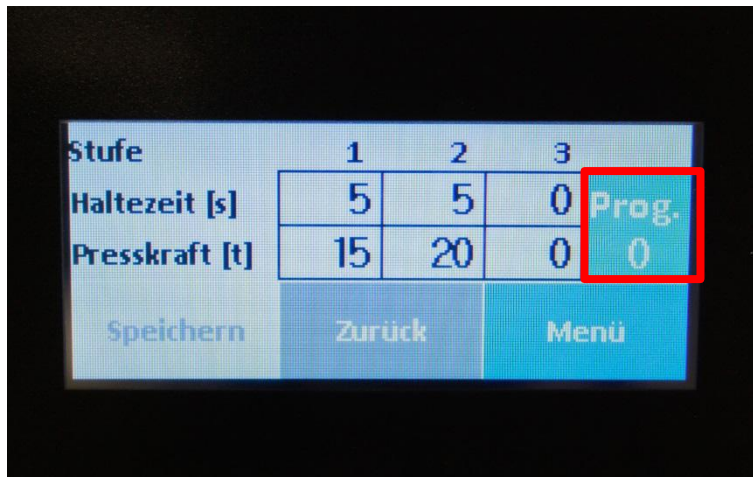 Stufe 1 2 3
Haltezeit [s] 5 5 0 Prog.
Presskraft [t] 15 20 0 0
Speichern Zurück Menü